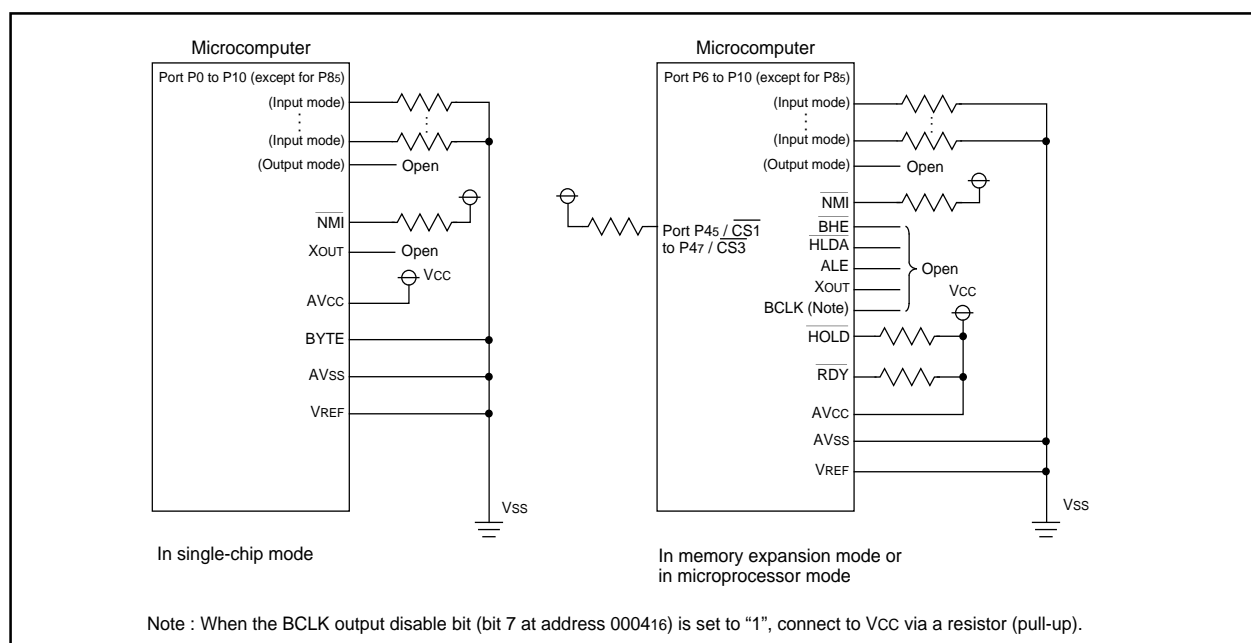 Microcomputer
Port P0 to P10 (except for P85)
(Input mode)
(Input mode)
(Output mode)
Open
NMI
XOUT
Open
VCC
AVCC
BYTE
AVSS
VREF
VSS
In single-chip mode
Microcomputer
Port P6 to P10 (except for P85)
(Input mode)
(Input mode)
(Output mode)
Open
NMI
Port P45 / CS1
to P47 / CS3
BHE
HLDA
ALE
Open
XOUT
BCLK (Note)
VCC
HOLD
RDY
AVCC
AVSS
VREF
VSS
In memory expansion mode or
in microprocessor mode
Note : When the BCLK output disable bit (bit 7 at address 000416) is set to “1”, connect to VCC via a resistor (pull-up).